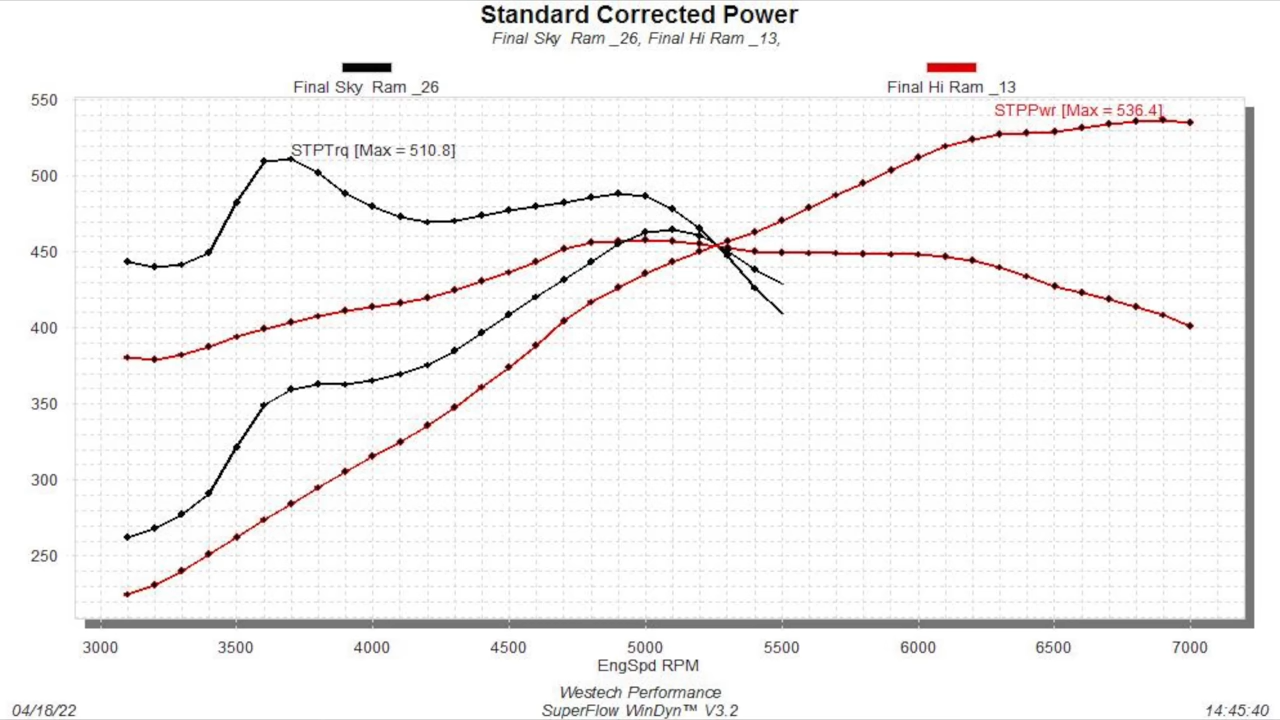 Standard Corrected Power
Final Sky Ram _26, Final Hi Ram _13,
Final Sky Ram _26
Final Hi Ram _13
550
STPPwr [Max = 536.4]
STPTrq [Max = 510.8]
500
450
400
350
300
250
3000 3500 4000 4500 5000 5500 6000 6500 7000
EngSpd RPM
Westech Performance
04/18/22
SuperFlow WinDyn™ V3.2
14:45:40